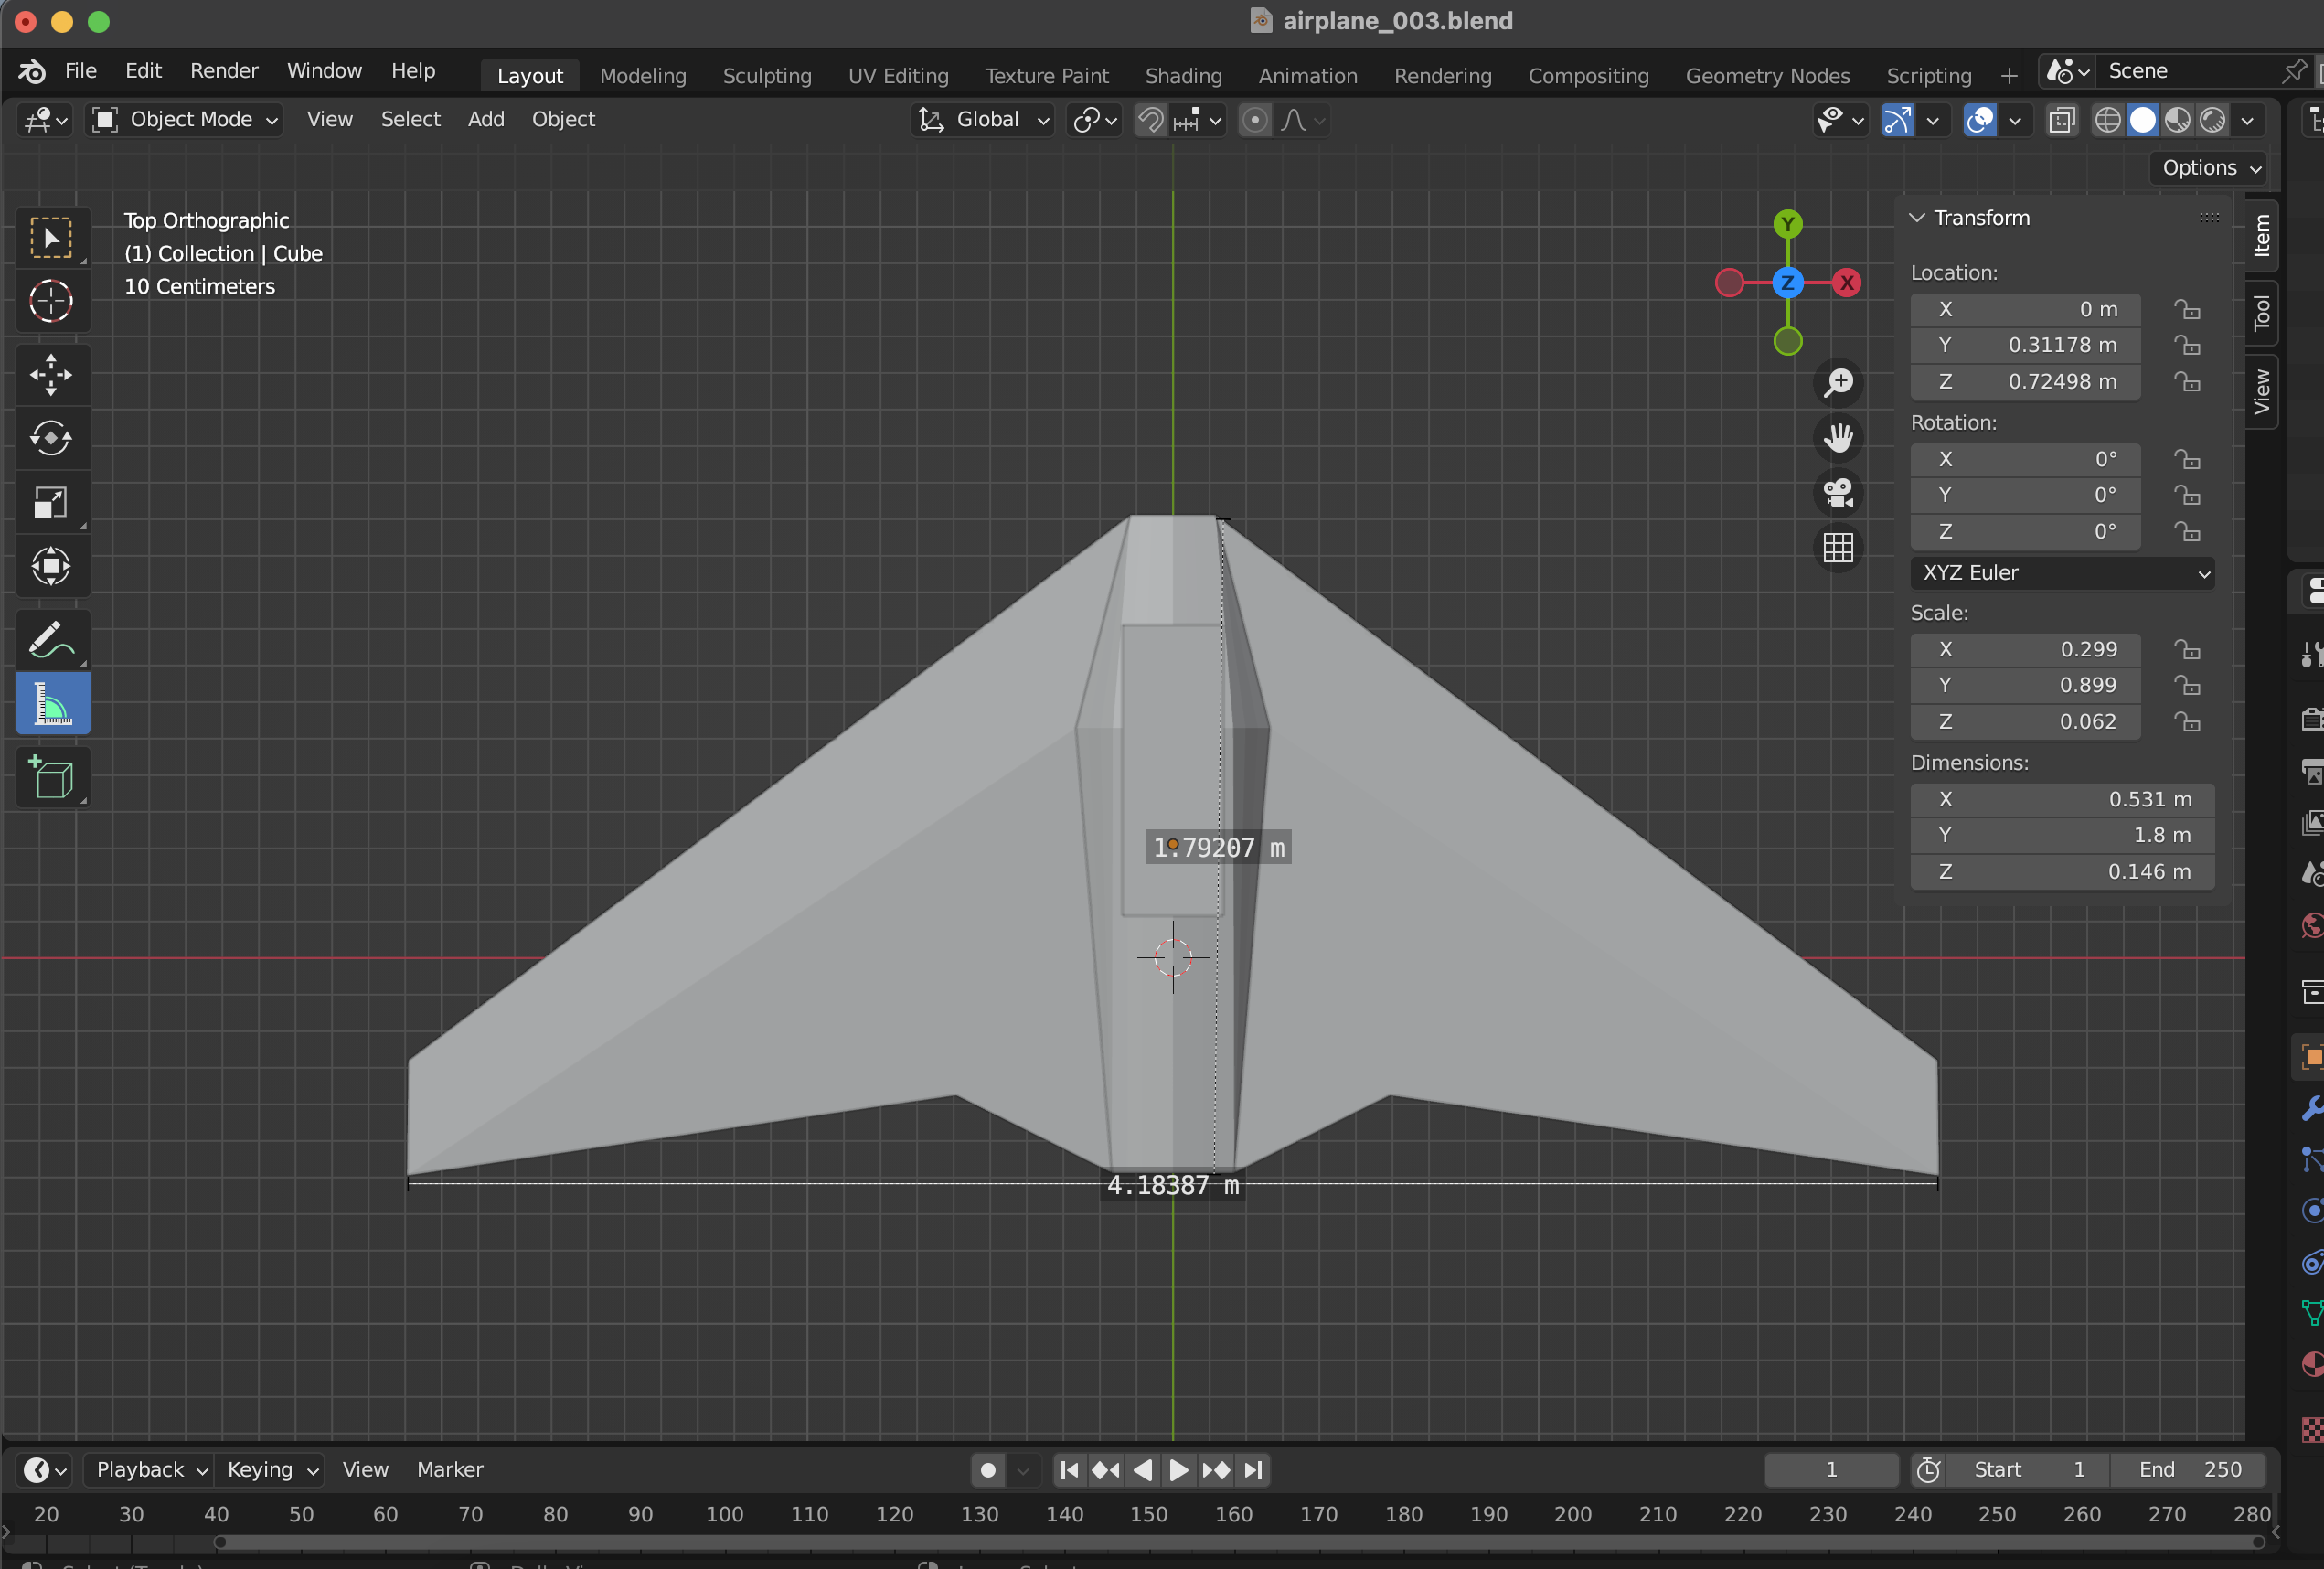 airplane_003.blend
File Edit Render Window Help Layout Modeling Sculpting UV Editing Texture Paint Shading Animation Rendering Compositing Geometry Nodes Scripting + Scene
Object Mode View Select Add Object Global
Options
Top Orthographic
(1) Collection | Cube
10 Centimeters
Y
Z X
Transform
Location:
X 0 m
Y 0.31178 m
Z 0.72498 m
Rotation:
X 0°
Y 0°
Z 0°
XYZ Euler
Scale:
X 0.299
Y 0.899
Z 0.062
Dimensions:
X 0.531 m
Y 1.8 m
Z 0.146 m
Item
Tool
View
1.79207 m
4.18387 m
Playback Keying View Marker 1 Start 1 End 250
20 30 40 50 60 70 80 90 100 110 120 130 140 150 160 170 180 190 200 210 220 230 240 250 260 270 280